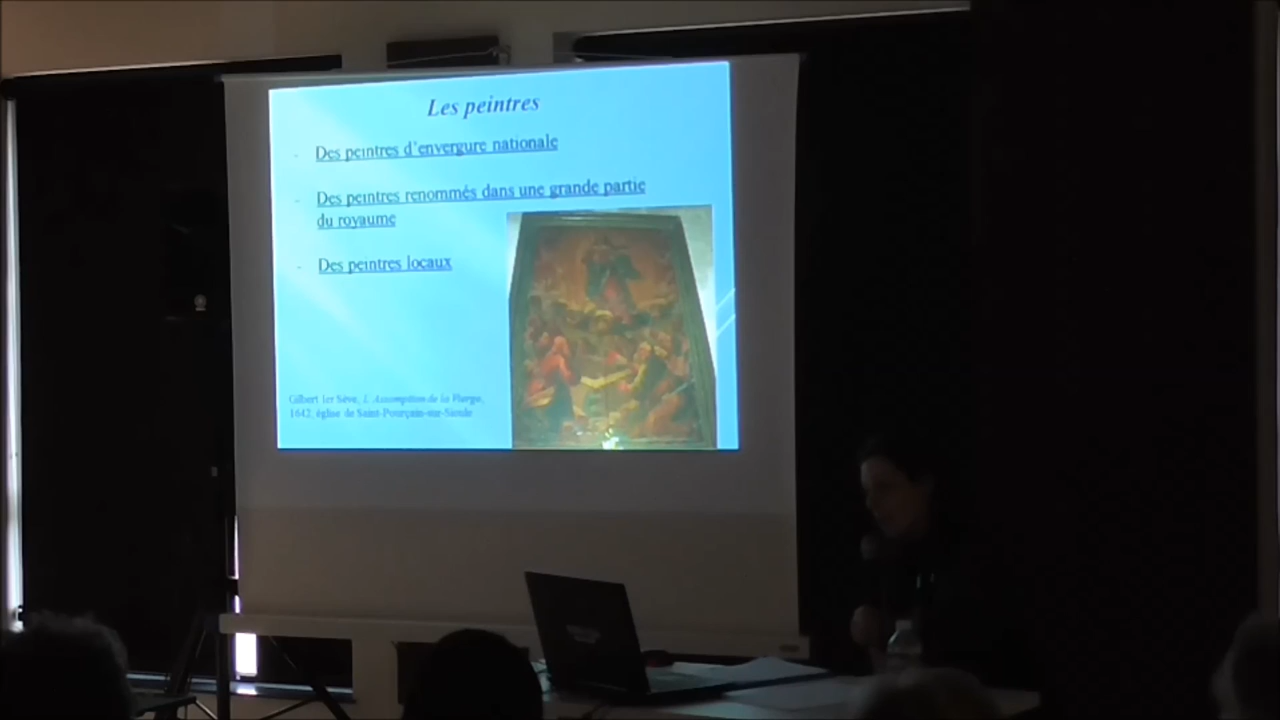 Les peintres
- Des peintres d'envergure nationale
- Des peintres renommés dans une grande partie
du royaume
- Des peintres locaux
Gilbert 1er Sève, L'Assomption de la Vierge,
1642, église de Saint-Pourçain-sur-Sioule